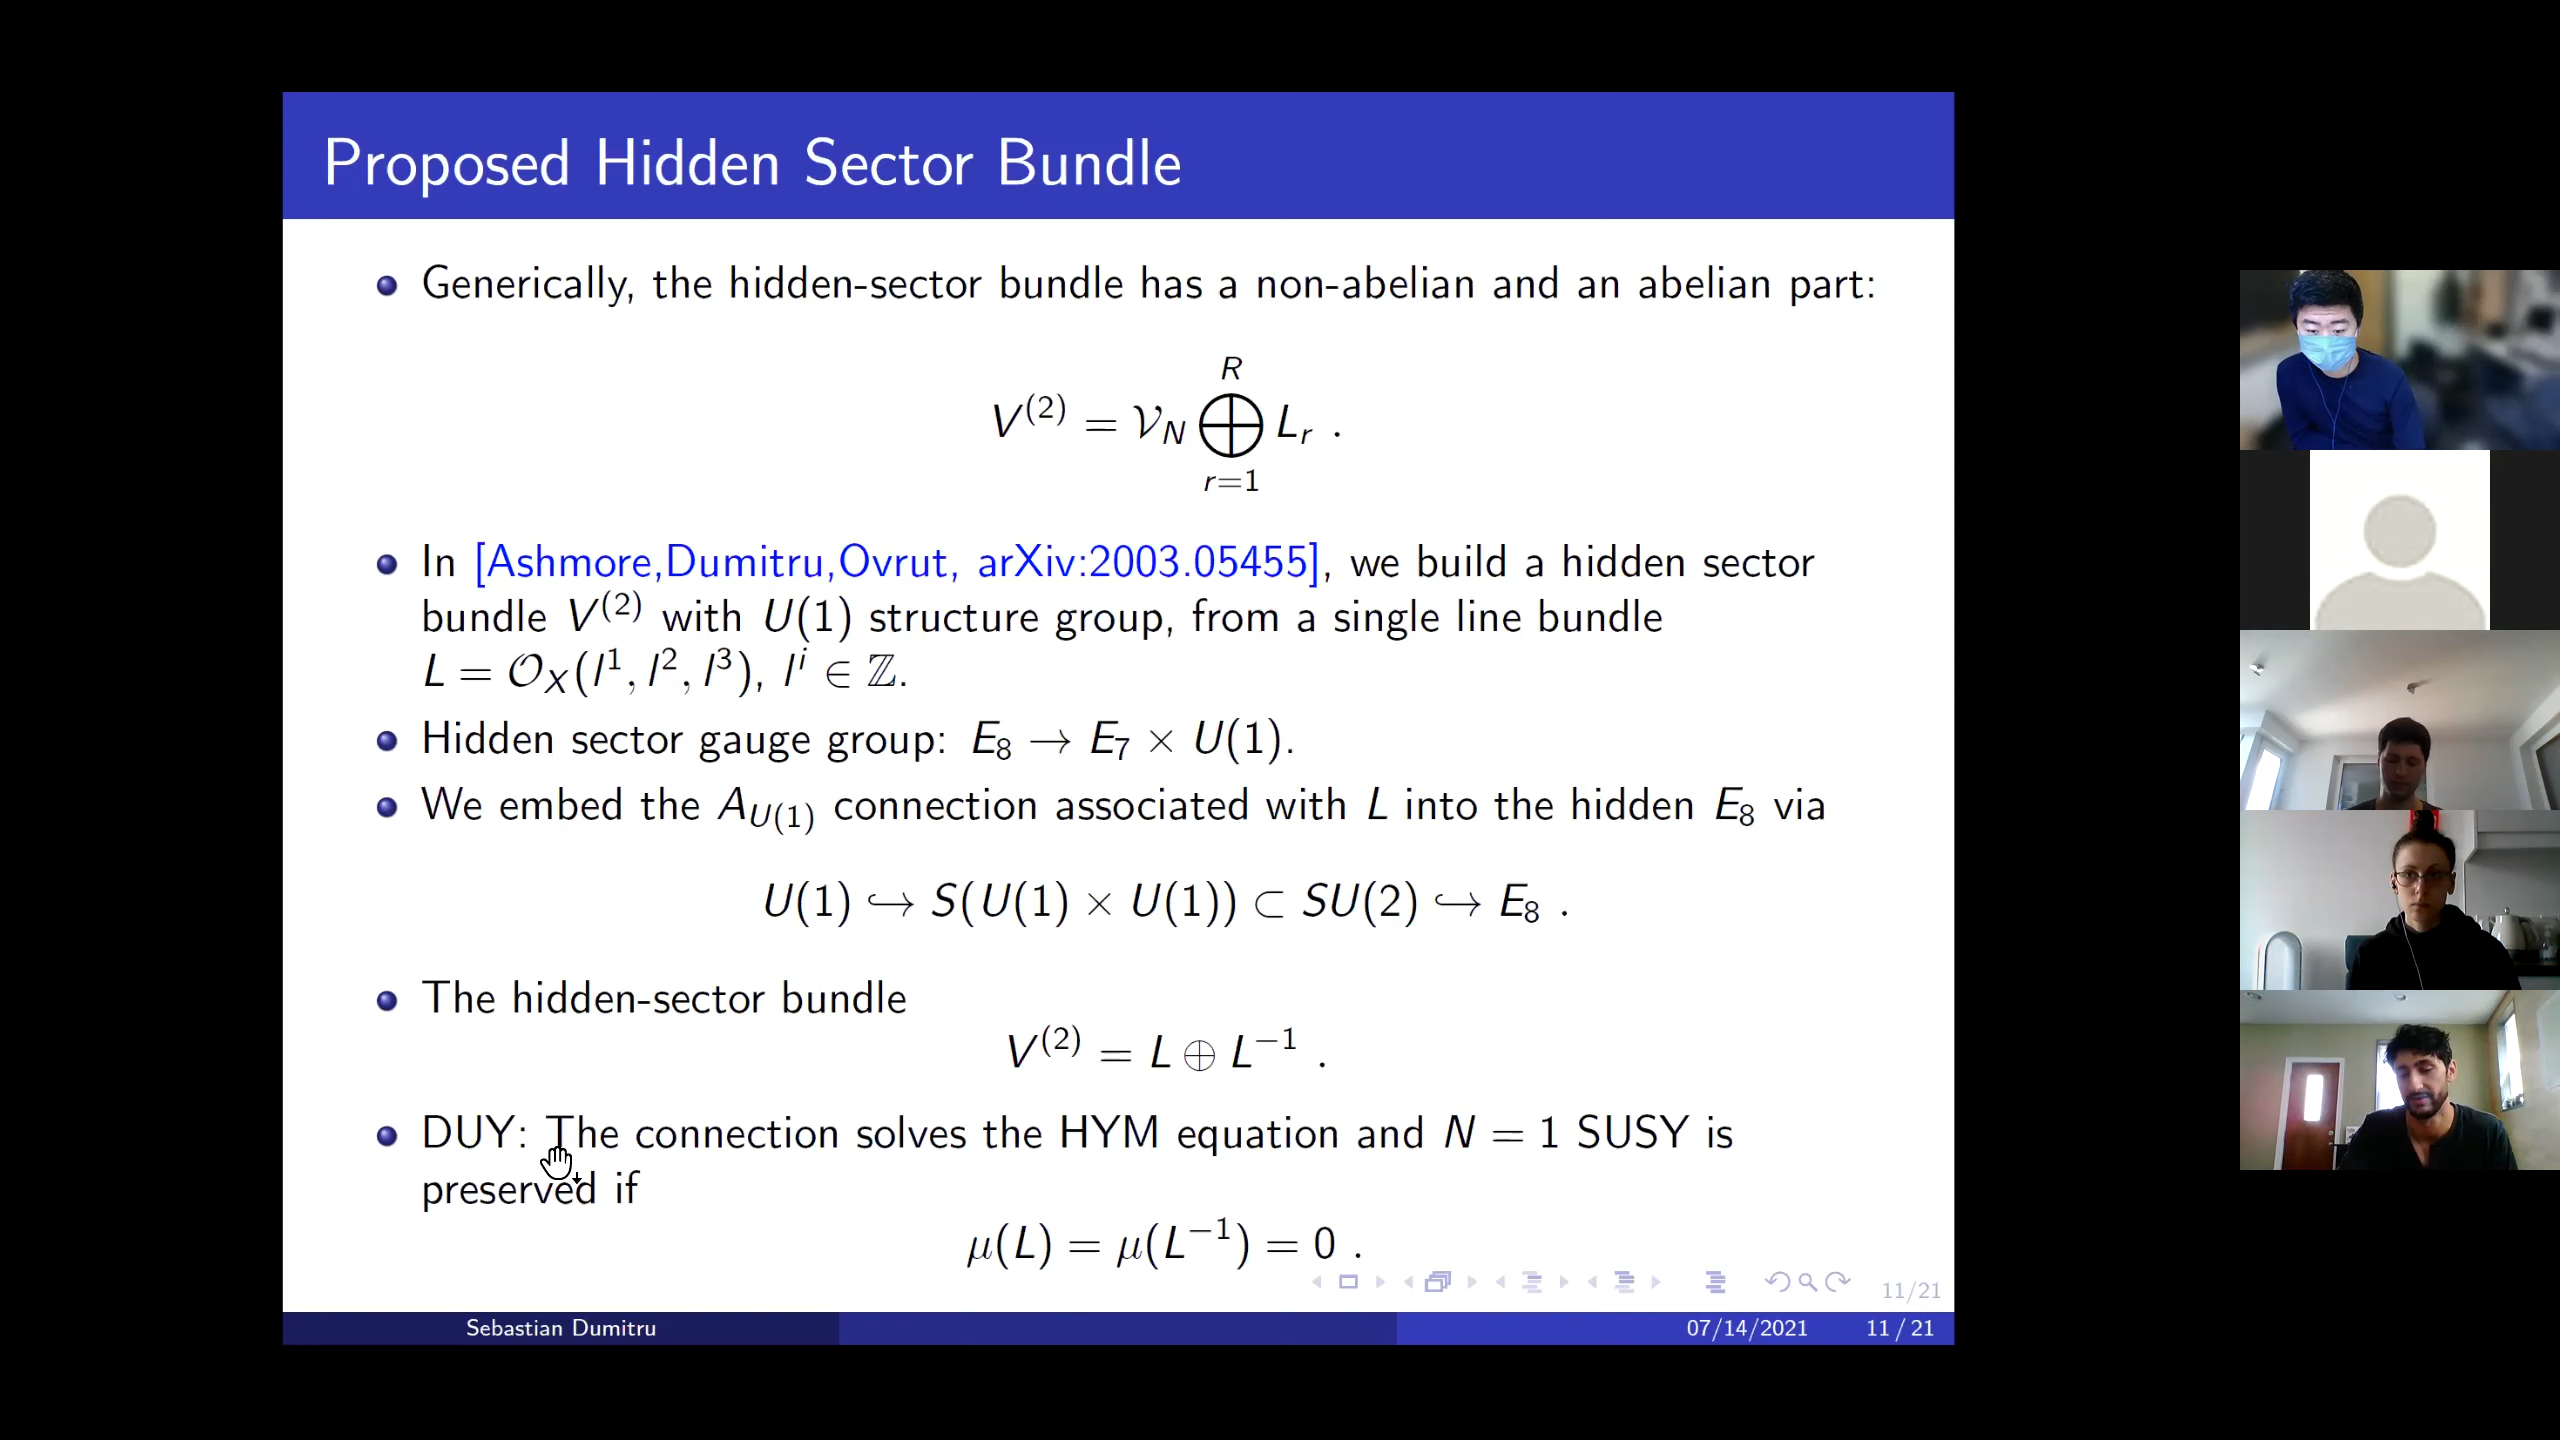 Proposed Hidden Sector Bundle
Generically, the hidden-sector bundle has a non-abelian and an abelian part:
V^{(2)} = 𝒱_N ⊕_{r=1}^{R} L_r .
In [Ashmore,Dumitru,Ovrut, arXiv:2003.05455], we build a hidden sector
bundle V^{(2)} with U(1) structure group, from a single line bundle
L = 𝒪_X(l^1, l^2, l^3), l^i ∈ ℤ.
Hidden sector gauge group: E_8 → E_7 × U(1).
We embed the A_{U(1)} connection associated with L into the hidden E_8 via
U(1) ↪ S(U(1) × U(1)) ⊂ SU(2) ↪ E_8 .
The hidden-sector bundle
V^{(2)} = L ⊕ L^{-1} .
DUY: The connection solves the HYM equation and N = 1 SUSY is
preserved if
μ(L) = μ(L^{-1}) = 0 .
11/21
Sebastian Dumitru 07/14/2021 11 / 21